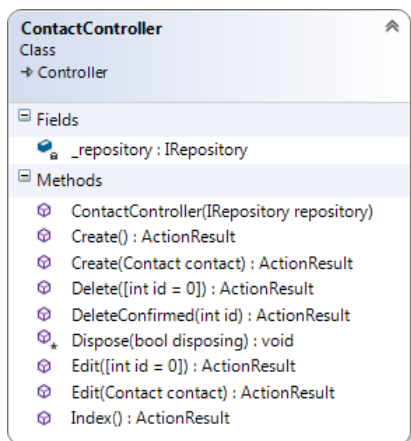 ContactController
Class
Controller
Fields
_repository : IRepository
Methods
ContactController(IRepository repository)
Create() : ActionResult
Create(Contact contact) : ActionResult
Delete([int id = 0]) : ActionResult
DeleteConfirmed(int id) : ActionResult
Dispose(bool disposing) : void
Edit([int id = 0]) : ActionResult
Edit(Contact contact) : ActionResult
Index() : ActionResult